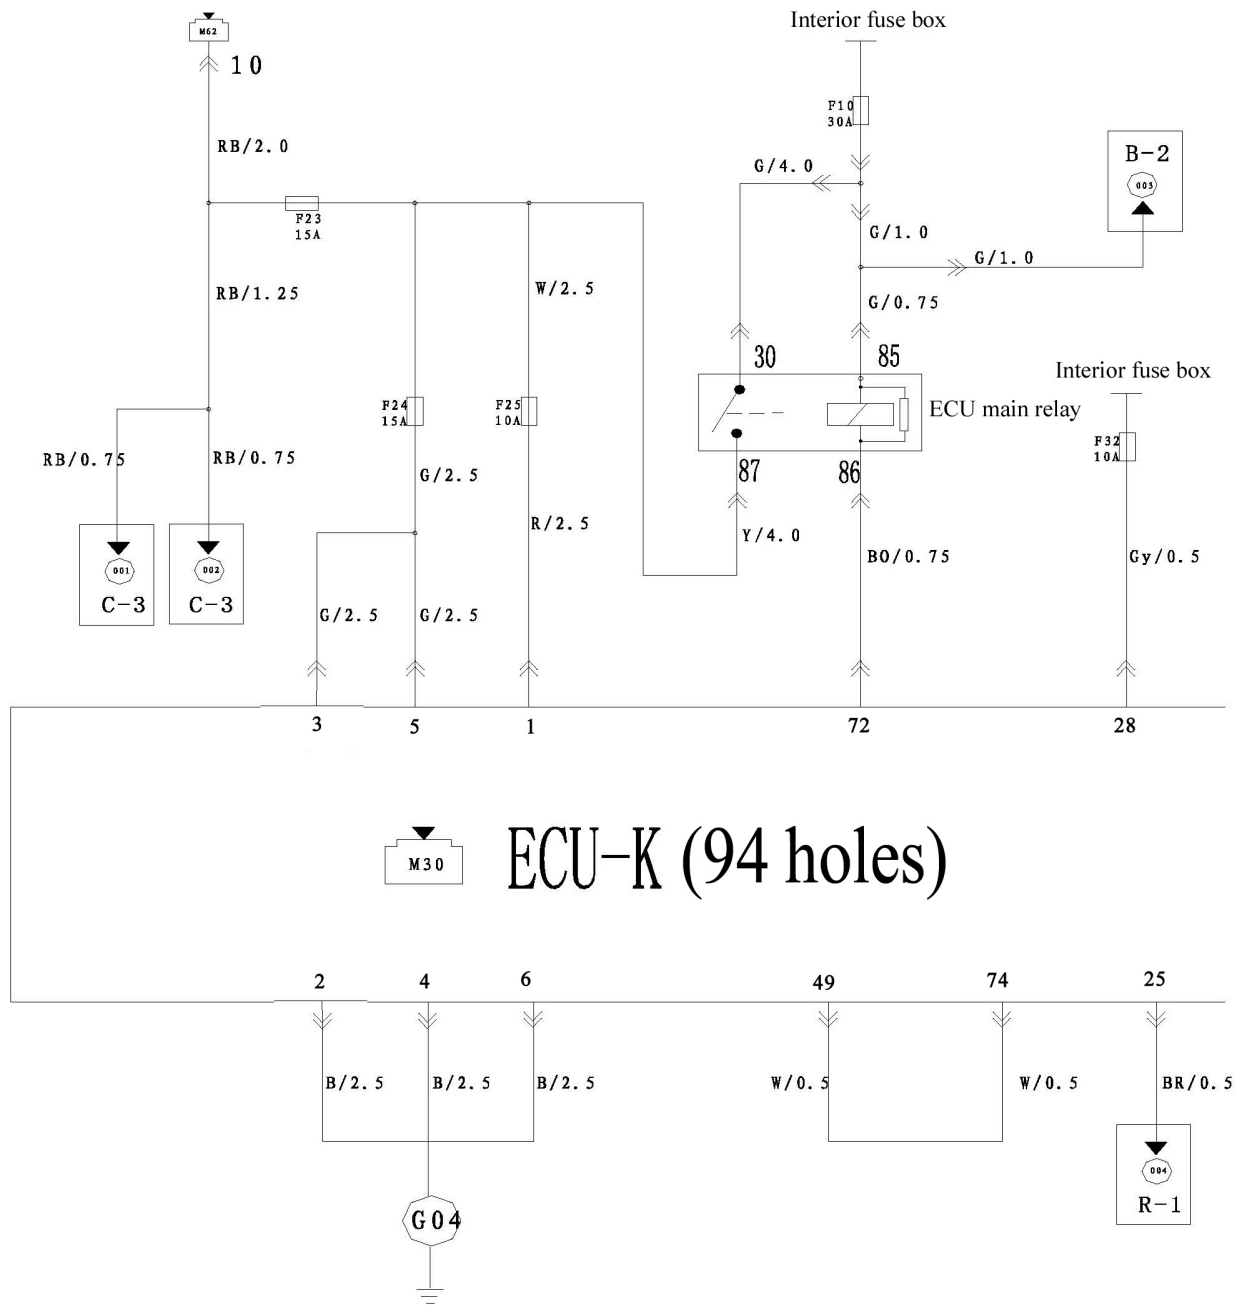 Interior fuse box
M62
10
F10
30A
RB/2.0
G/4.0
B-2
003
F23
15A
G/1.0
G/1.0
RB/1.25
W/2.5
G/0.75
30
85
Interior fuse box
F24
15A
F25
10A
ECU main relay
F32
10A
RB/0.75
RB/0.75
87
86
G/2.5
R/2.5
Y/4.0
BO/0.75
Gy/0.5
001
002
C-3
C-3
G/2.5
G/2.5
3
5
1
72
28
M30
ECU-K (94 holes)
2
4
6
49
74
25
B/2.5
B/2.5
B/2.5
W/0.5
W/0.5
BR/0.5
004
R-1
G04